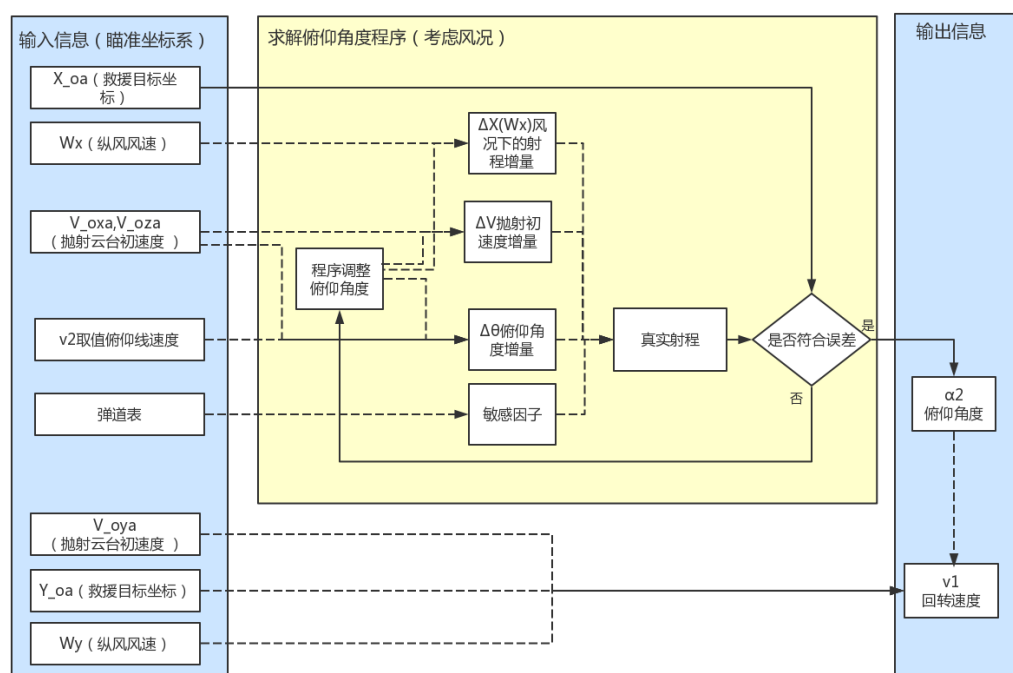 输入信息（瞄准坐标系）
X_oa（救援目标坐
标）
Wx（纵风风速）
V_oxa,V_oza
（抛射云台初速度 ）
v2取值俯仰线速度
弹道表
V_oya
（抛射云台初速度 ）
Y_oa（救援目标坐标）
Wy（纵风风速）
求解俯仰角度程序（考虑风况）
ΔX(Wx)风
况下的射
程增量
ΔV抛射初
速度增量
程序调整
俯仰角度
Δθ俯仰角
度增量
敏感因子
真实射程
是否符合误差
是
否
输出信息
α2
俯仰角度
v1
回转速度